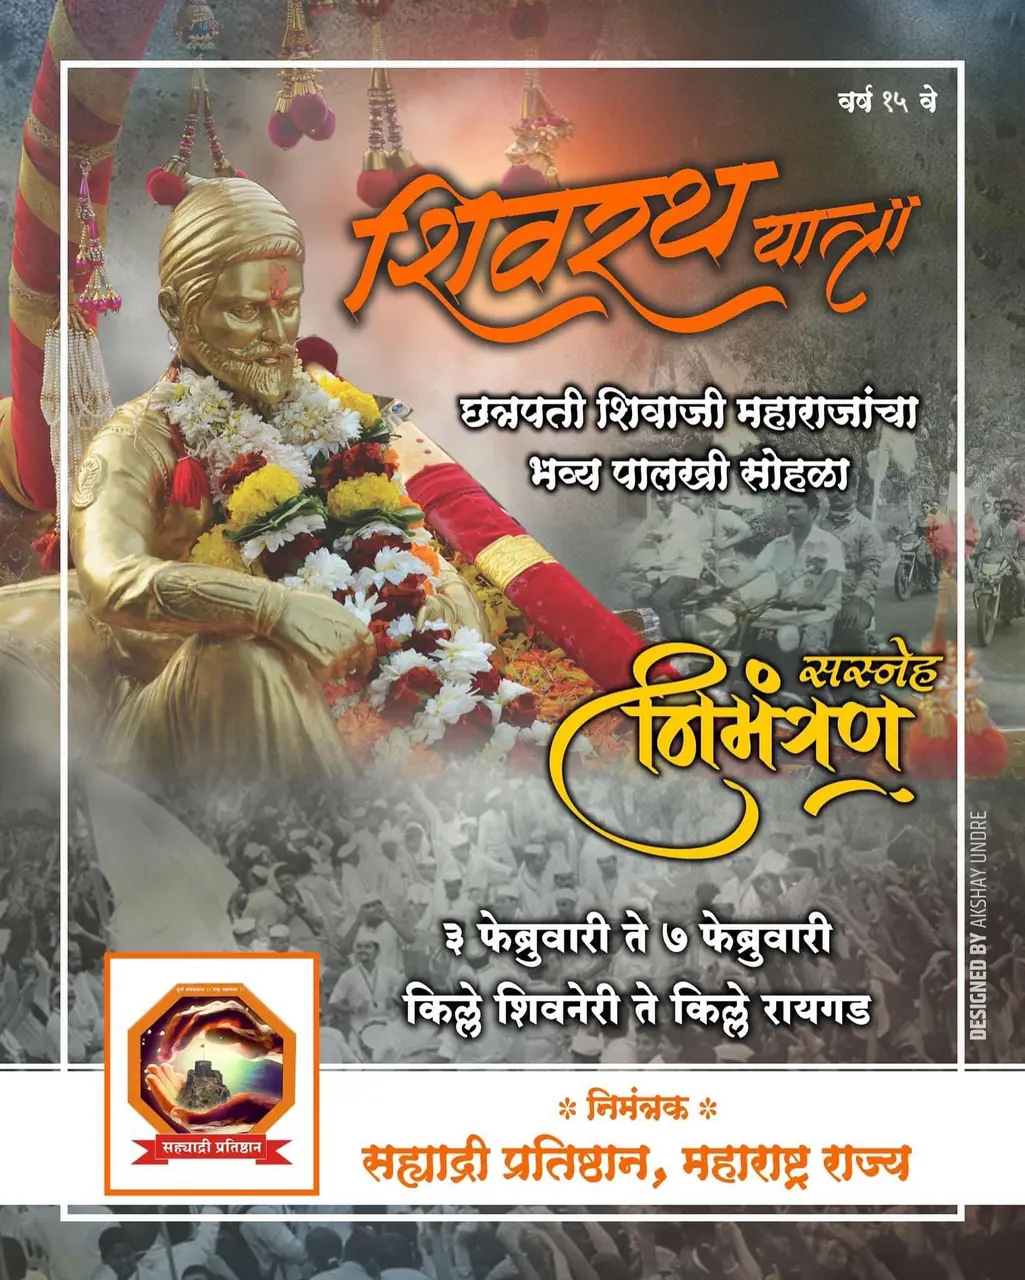 वर्ष १५ वे
शिवरथ यात्रा
छत्रपती शिवाजी महाराजांचा
भव्य पालखी सोहळा
सस्नेह
निमंत्रण
३ फेब्रुवारी ते ७ फेब्रुवारी
किल्ले शिवनेरी ते किल्ले रायगड
DESIGNED BY AKSHAY UNDRE
सह्याद्री प्रतिष्ठान
* निमंत्रक *
सह्याद्री प्रतिष्ठान, महाराष्ट्र राज्य